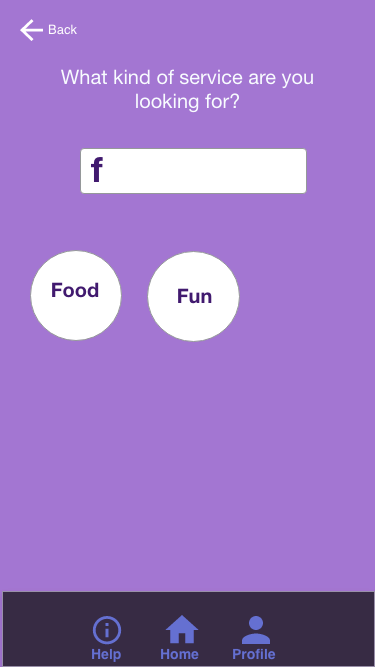 Back
What kind of service are you
looking for?
f
Food
Fun
Help
Home
Profile